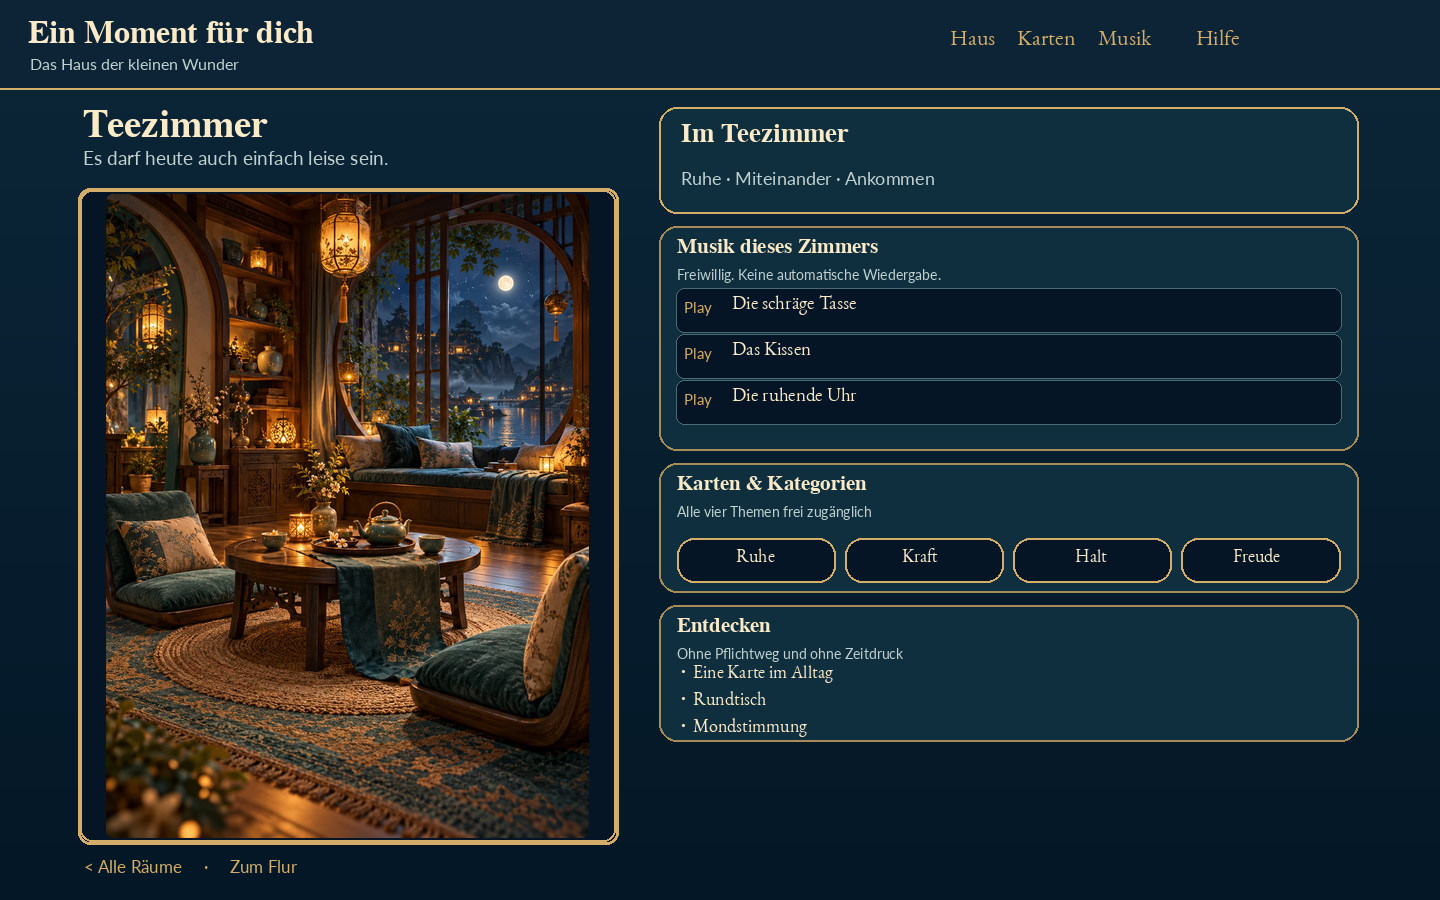 Ein Moment für dich
Das Haus der kleinen Wunder
Haus Karten Musik Hilfe
Teezimmer
Es darf heute auch einfach leise sein.
< Alle Räume · Zum Flur
Im Teezimmer
Ruhe · Miteinander · Ankommen
Musik dieses Zimmers
Freiwillig. Keine automatische Wiedergabe.
Play Die schräge Tasse
Play Das Kissen
Play Die ruhende Uhr
Karten & Kategorien
Alle vier Themen frei zugänglich
Ruhe Kraft Halt Freude
Entdecken
Ohne Pflichtweg und ohne Zeitdruck
· Eine Karte im Alltag
· Rundtisch
· Mondstimmung